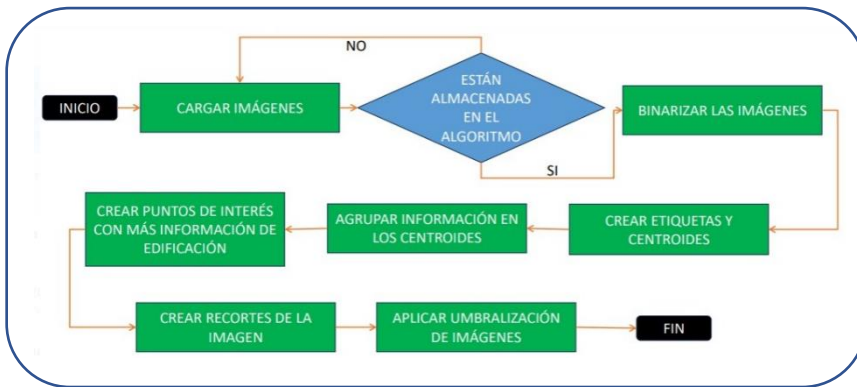 NO
INICIO
CARGAR IMÁGENES
ESTÁN
ALMACENADAS
EN EL
ALGORITMO
SI
BINARIZAR LAS IMÁGENES
CREAR ETIQUETAS Y
CENTROIDES
AGRUPAR INFORMACIÓN EN
LOS CENTROIDES
CREAR PUNTOS DE INTERÉS
CON MÁS INFORMACIÓN DE
EDIFICACIÓN
CREAR RECORTES DE LA
IMAGEN
APLICAR UMBRALIZACIÓN
DE IMÁGENES
FIN